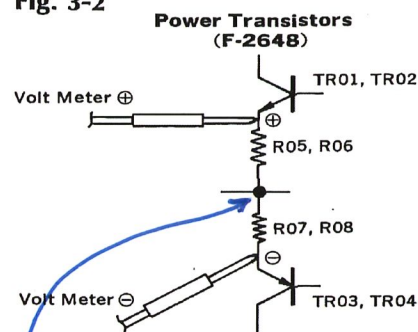 Fig. 3-2
Power Transistors
(F-2648)
TR01, TR02
Volt Meter ⊕
⊕
R05, R06
R07, R08
⊖
Volt Meter ⊖
TR03, TR04